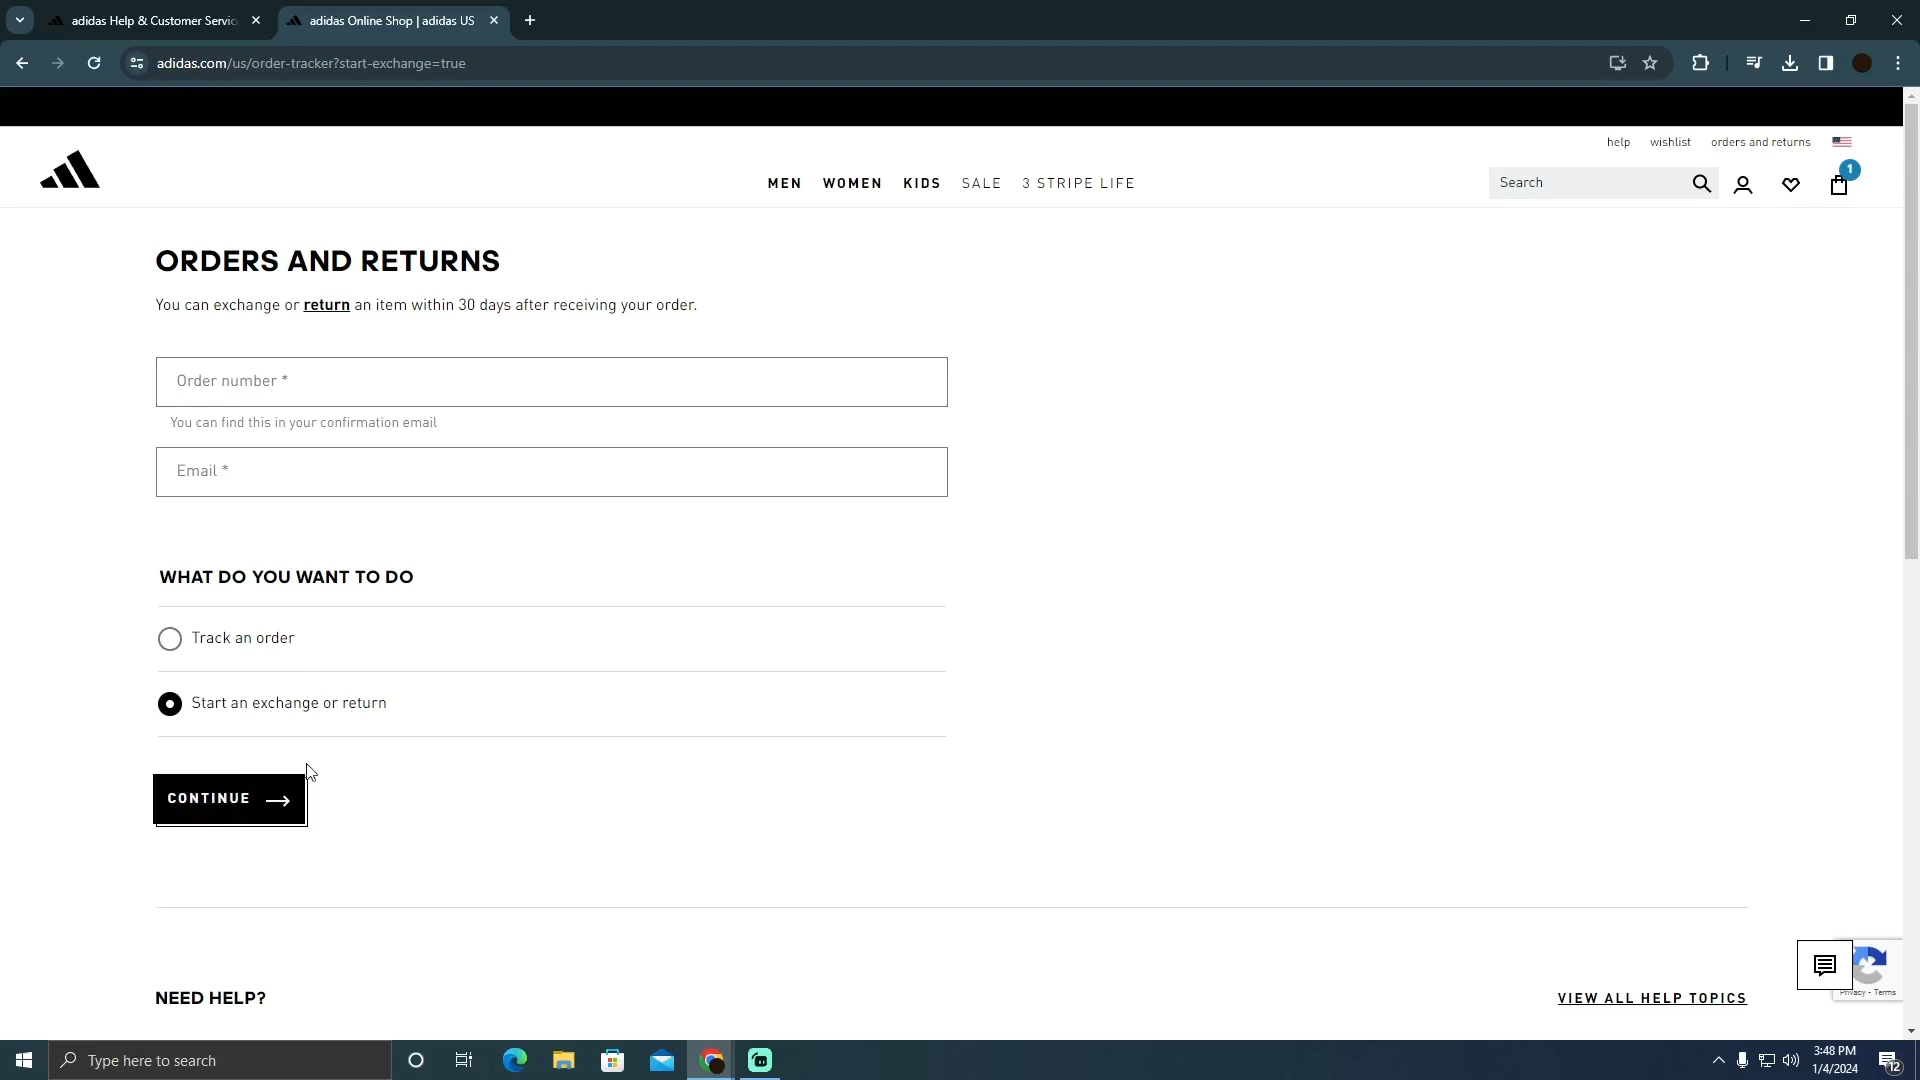 adidas Help & Customer Servic
adidas Online Shop | adidas US
adidas.com/us/order-tracker?start-exchange=true
help
wishlist
orders and returns
MEN
WOMEN
KIDS
SALE
3 STRIPE LIFE
Search
1
ORDERS AND RETURNS
You can exchange or return an item within 30 days after receiving your order.
Order number *
You can find this in your confirmation email
Email *
WHAT DO YOU WANT TO DO
Track an order
Start an exchange or return
CONTINUE
NEED HELP?
VIEW ALL HELP TOPICS
Privacy - Terms
Type here to search
3:48 PM
1/4/2024
12